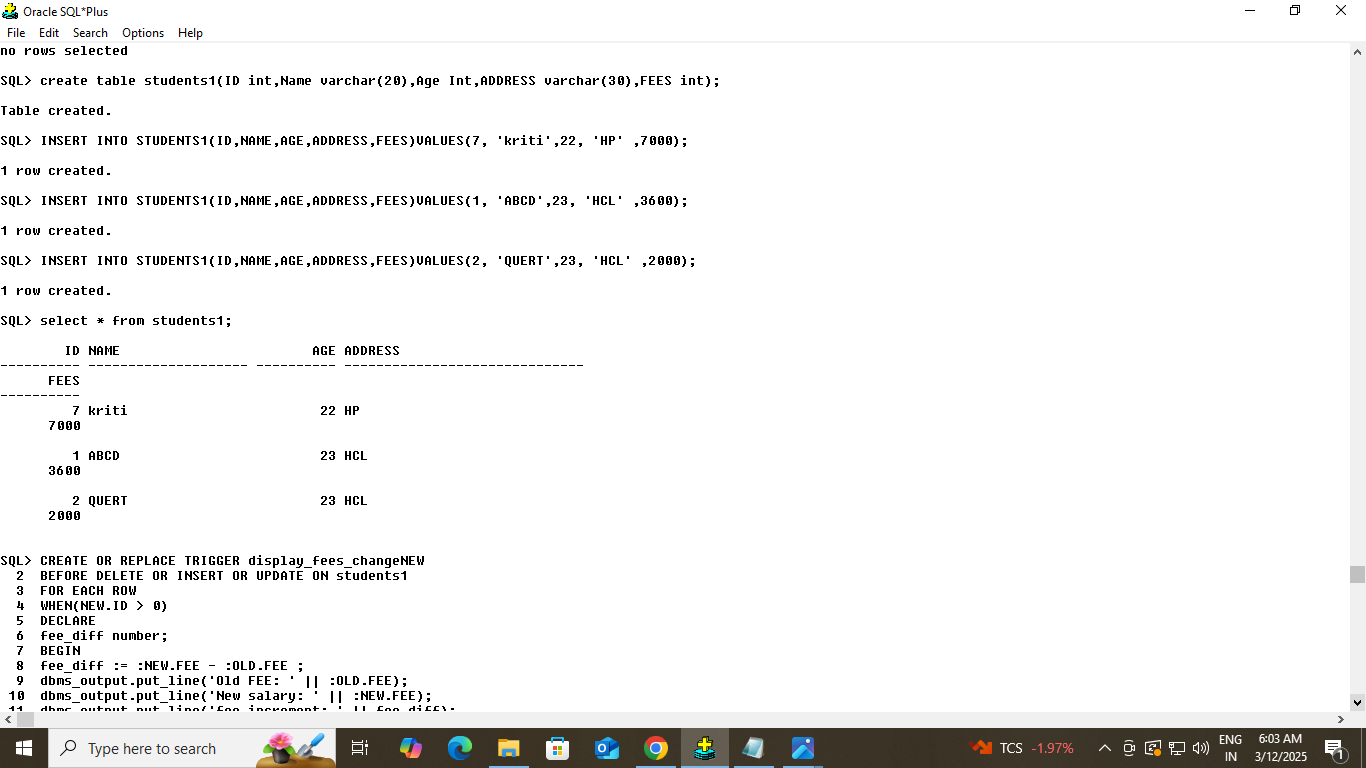 Oracle SQL*Plus
File Edit Search Options Help
no rows selected
SQL> create table students1(ID int,Name varchar(20),Age Int,ADDRESS varchar(30),FEES int);
Table created.
SQL> INSERT INTO STUDENTS1(ID,NAME,AGE,ADDRESS,FEES)VALUES(7, 'kriti',22, 'HP' ,7000);
1 row created.
SQL> INSERT INTO STUDENTS1(ID,NAME,AGE,ADDRESS,FEES)VALUES(1, 'ABCD',23, 'HCL' ,3600);
1 row created.
SQL> INSERT INTO STUDENTS1(ID,NAME,AGE,ADDRESS,FEES)VALUES(2, 'QUERT',23, 'HCL' ,2000);
1 row created.
SQL> select * from students1;
ID NAME AGE ADDRESS
---------- -------------------- ---------- ------------------------------
FEES
----------
7 kriti 22 HP
7000
1 ABCD 23 HCL
3600
2 QUERT 23 HCL
2000
SQL> CREATE OR REPLACE TRIGGER display_fees_changeNEW
2 BEFORE DELETE OR INSERT OR UPDATE ON students1
3 FOR EACH ROW
4 WHEN(NEW.ID > 0)
5 DECLARE
6 fee_diff number;
7 BEGIN
8 fee_diff := :NEW.FEE - :OLD.FEE ;
9 dbms_output.put_line('Old FEE: ' || :OLD.FEE);
10 dbms_output.put_line('New salary: ' || :NEW.FEE);
11 dbms_output.put_line('fee increment: ' || fee_diff);
Type here to search
TCS -1.97%
ENG
IN
6:03 AM
3/12/2025
1